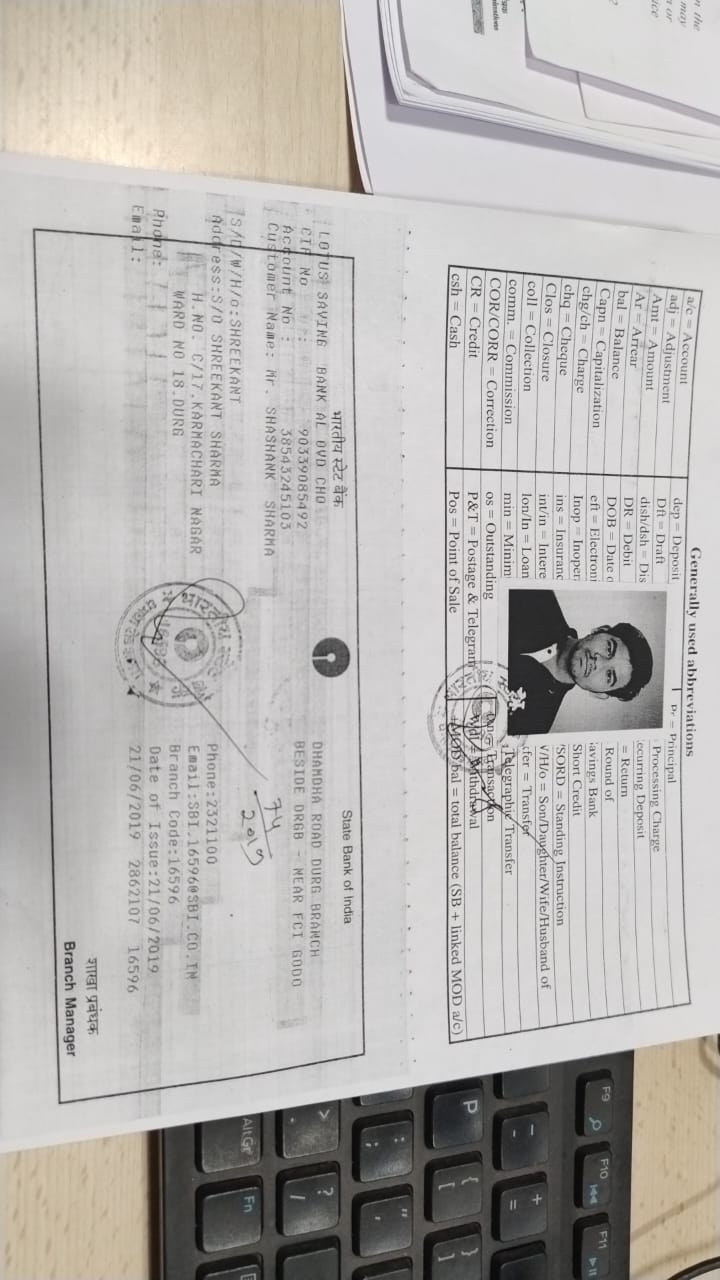 Generally used abbreviations
a/c = Account
adj = Adjustment
Amt = Amount
Ar = Arrear
bal = Balance
Capn = Capitalization
chg/ch = Charge
chq = Cheque
Clos = Closure
coll = Collection
comm. = Commission
COR/CORR = Correction
CR = Credit
csh = Cash
dep = Deposit
Dft = Draft
dish/dsh = Dis
DR = Debit
DOB = Date o
eft = Electroni
Inop = Inoper
ins = Insuranc
int/in = Intere
lon/ln = Loan
min = Minim
os = Outstanding
P&T = Postage & Telegram
Pos = Point of Sale
Pr = Principal
Processing Charge
ecurring Deposit
= Return
Round of
avings Bank
Short Credit
SORD = Standing Instruction
/H/o = Son/Daughter/Wife/Husband of
fer = Transfer
Telegraphic Transfer
Transaction
Withdrawal
+MOD bal = total balance (SB + linked MOD a/c)
भारतीय स्टेट बैंक
State Bank of India
LOTUS SAVING BANK AL OVD CHO
CIF No : 90339085492
Account No : 38543245103
Customer Name: Mr. SHASHANK SHARMA
S/D/W/H/o:SHREEKANT
Address:S/O SHREEKANT SHARMA
H.NO. C/17.KARMACHARI NAGAR
WARD NO 18.DURG
Phone:
Email:
DHAMDHA ROAD DURG BRANCH
BESIDE DRGB - NEAR FCI GODO
74
2019
Phone:2321100
Email:SBI.16596@SBI.CO.IN
Branch Code:16596
Date of Issue:21/06/2019
21/06/2019 2862107 16596
शाखा प्रबंधक
Branch Manager
F9
F10
F11
P
{
[
}
]
-
+
=
:
;
"
'
>
.
?
/
AltGr
Fn